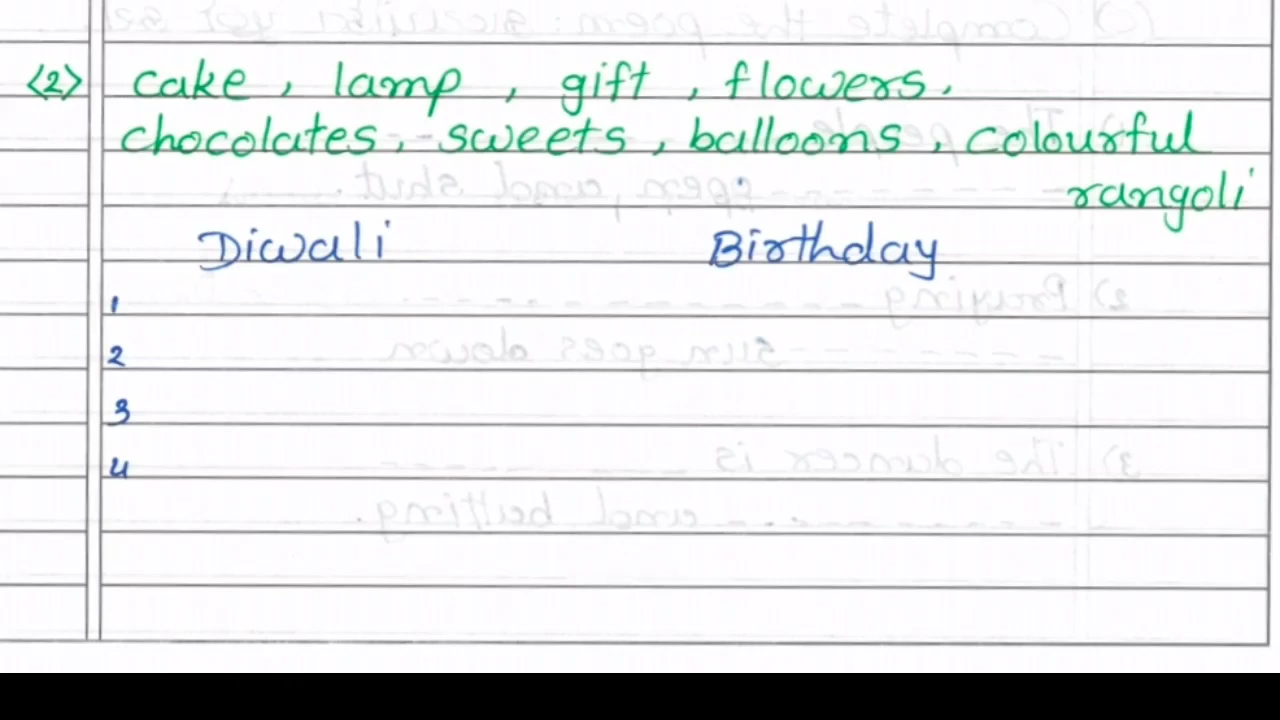 (2) cake, lamp, gift, flowers.
chocolates, sweets, balloons, colourful
rangoli
Diwali Birthday
1
2
3
4